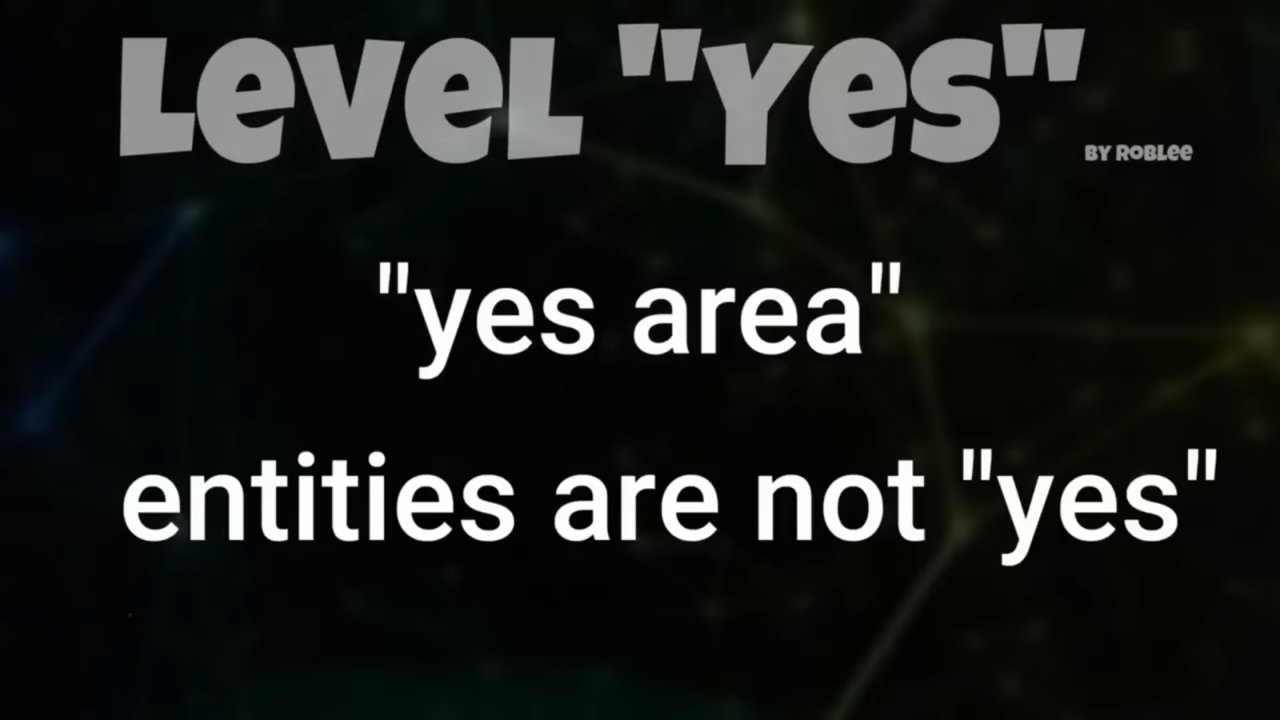 Level "Yes"
BY ROBLee
"yes area"
entities are not "yes"